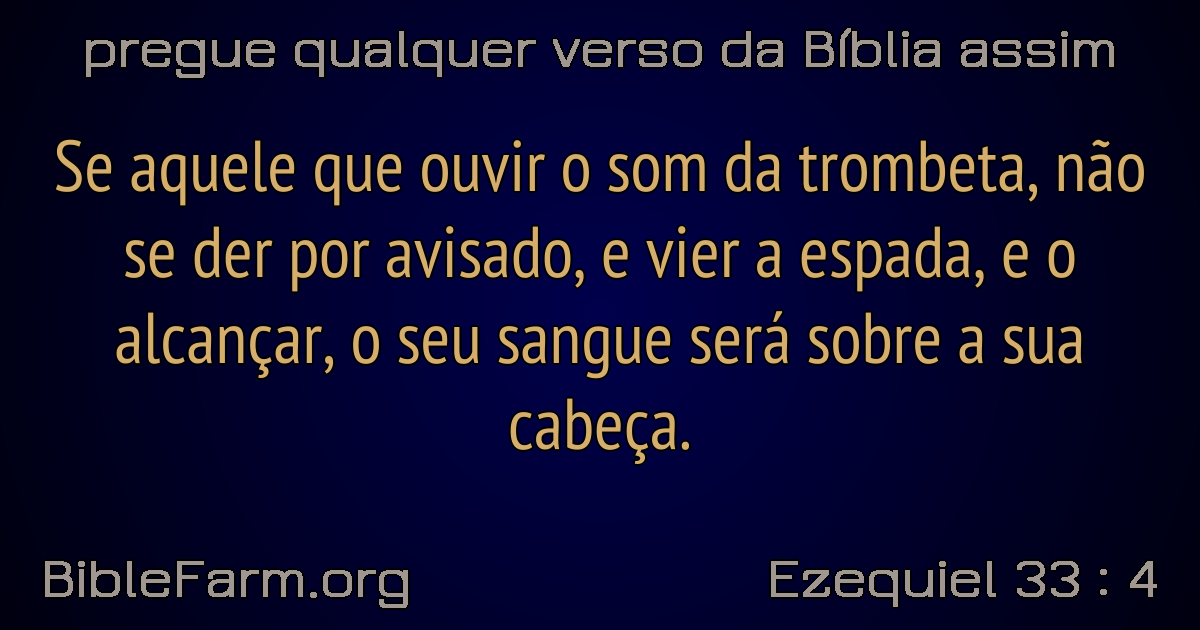 pregue qualquer verso da Bíblia assim
Se aquele que ouvir o som da trombeta, não
se der por avisado, e vier a espada, e o
alcançar, o seu sangue será sobre a sua
cabeça.
BibleFarm.org
Ezequiel 33 : 4